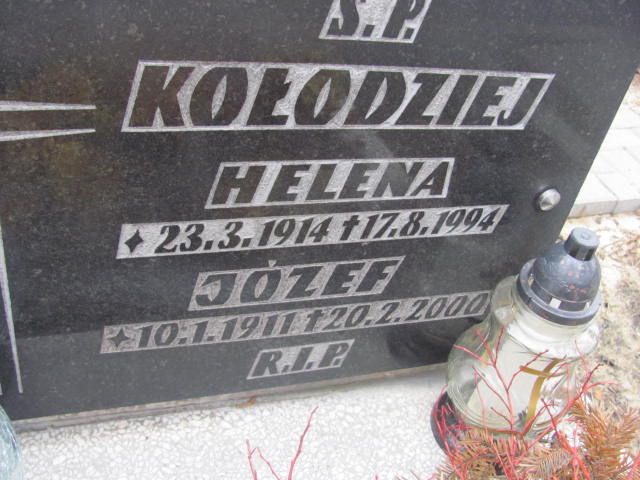 Ś.P.
KOŁODZIEJ
HELENA
✦ 23.3.1914 ✝ 17.8.1994
JÓZEF
✦ 10.1.1911 ✝ 20.2.2000
R.I.P.